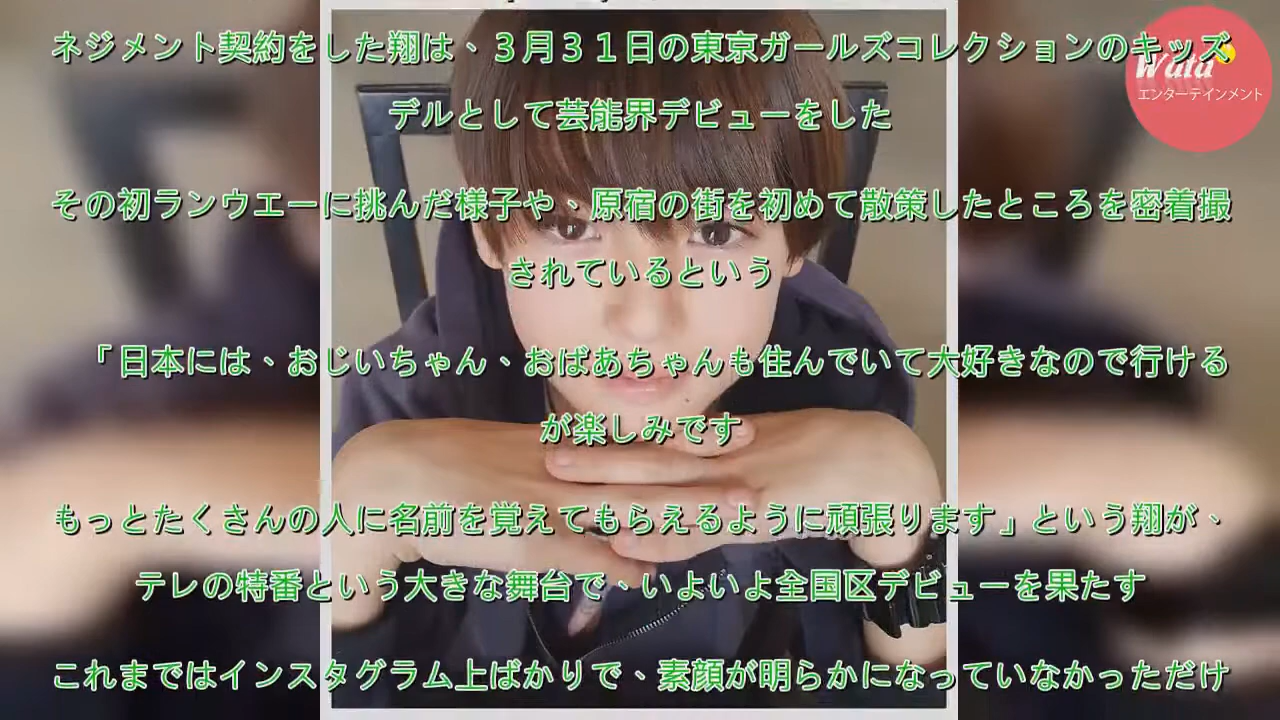 ネジメント契約をした翔は、３月３１日の東京ガールズコレクションのキッズ
デルとして芸能界デビューをした
その初ランウエーに挑んだ様子や、原宿の街を初めて散策したところを密着撮
されているという
「日本には、おじいちゃん、おばあちゃんも住んでいて大好きなので行ける
が楽しみです
もっとたくさんの人に名前を覚えてもらえるように頑張ります」という翔が、
テレの特番という大きな舞台で、いよいよ全国区デビューを果たす
これまではインスタグラム上ばかりで、素顔が明らかになっていなかっただけ
Wata
エンターテインメント